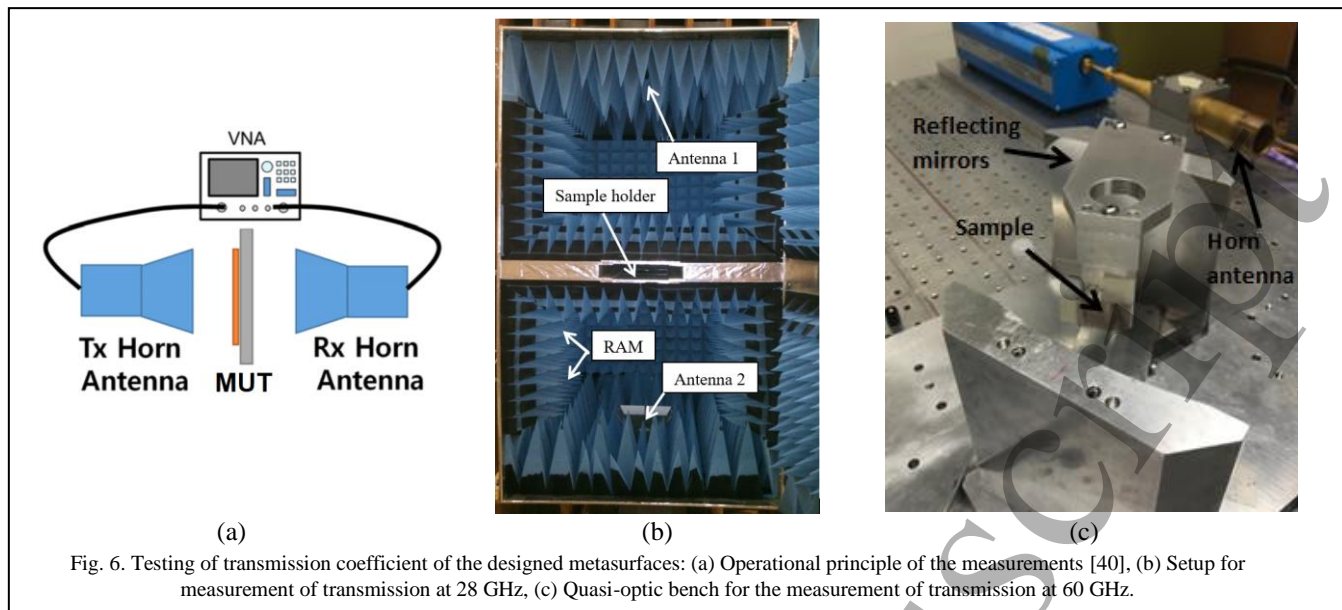 VNA
Tx Horn
Antenna
MUT
Rx Horn
Antenna
(a)
Antenna 1
Sample holder
RAM
Antenna 2
(b)
Reflecting
mirrors
Sample
Horn
antenna
(c)
Fig. 6. Testing of transmission coefficient of the designed metasurfaces: (a) Operational principle of the measurements [40], (b) Setup for
measurement of transmission at 28 GHz, (c) Quasi-optic bench for the measurement of transmission at 60 GHz.
script